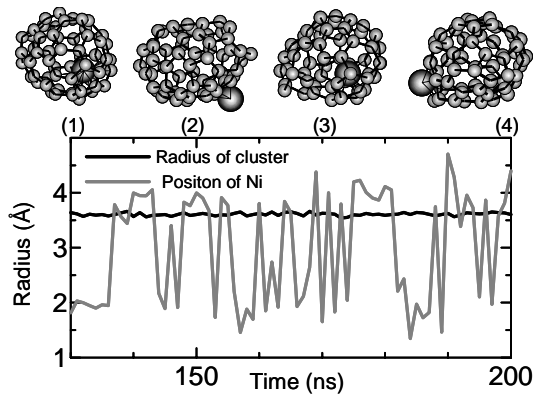 (1) (2) (3) (4)
Radius of cluster
Positon of Ni
Radius (Å)
4
3
2
1
150 200
Time (ns)